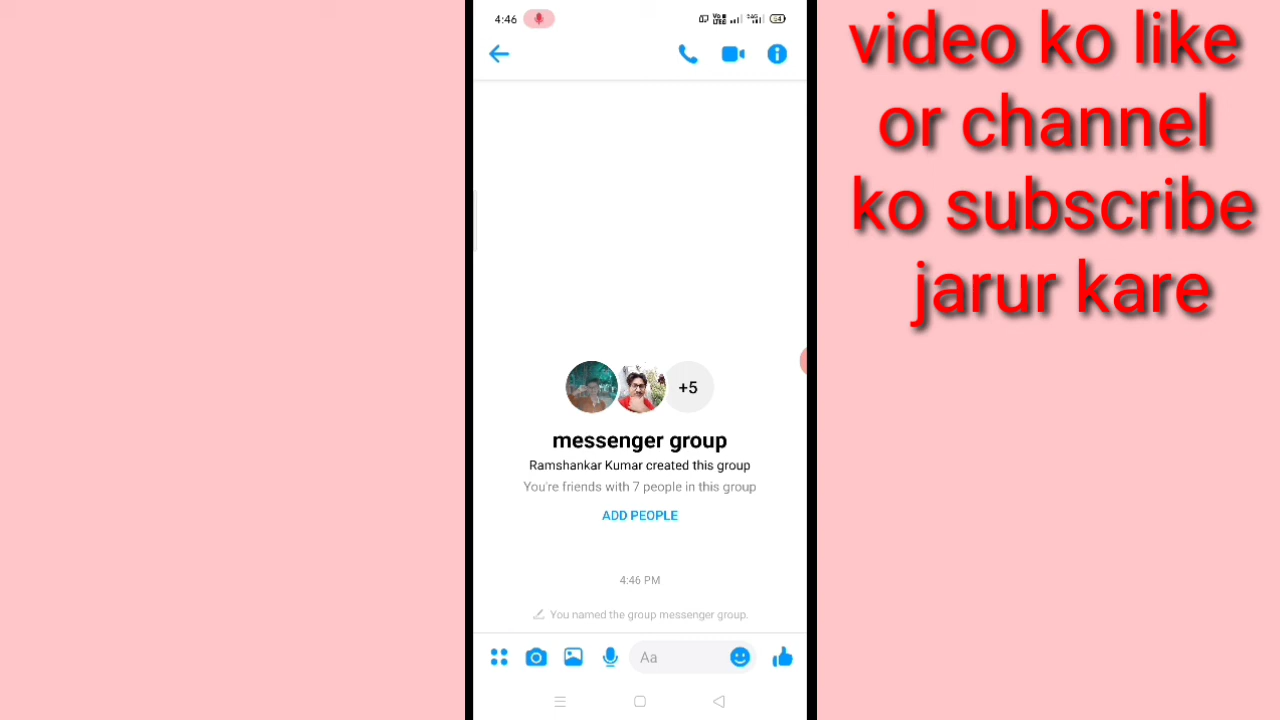 4:46
+5
messenger group
Ramshankar Kumar created this group
You're friends with 7 people in this group
ADD PEOPLE
4:46 PM
You named the group messenger group.
Aa
video ko like
or channel
ko subscribe
jarur kare